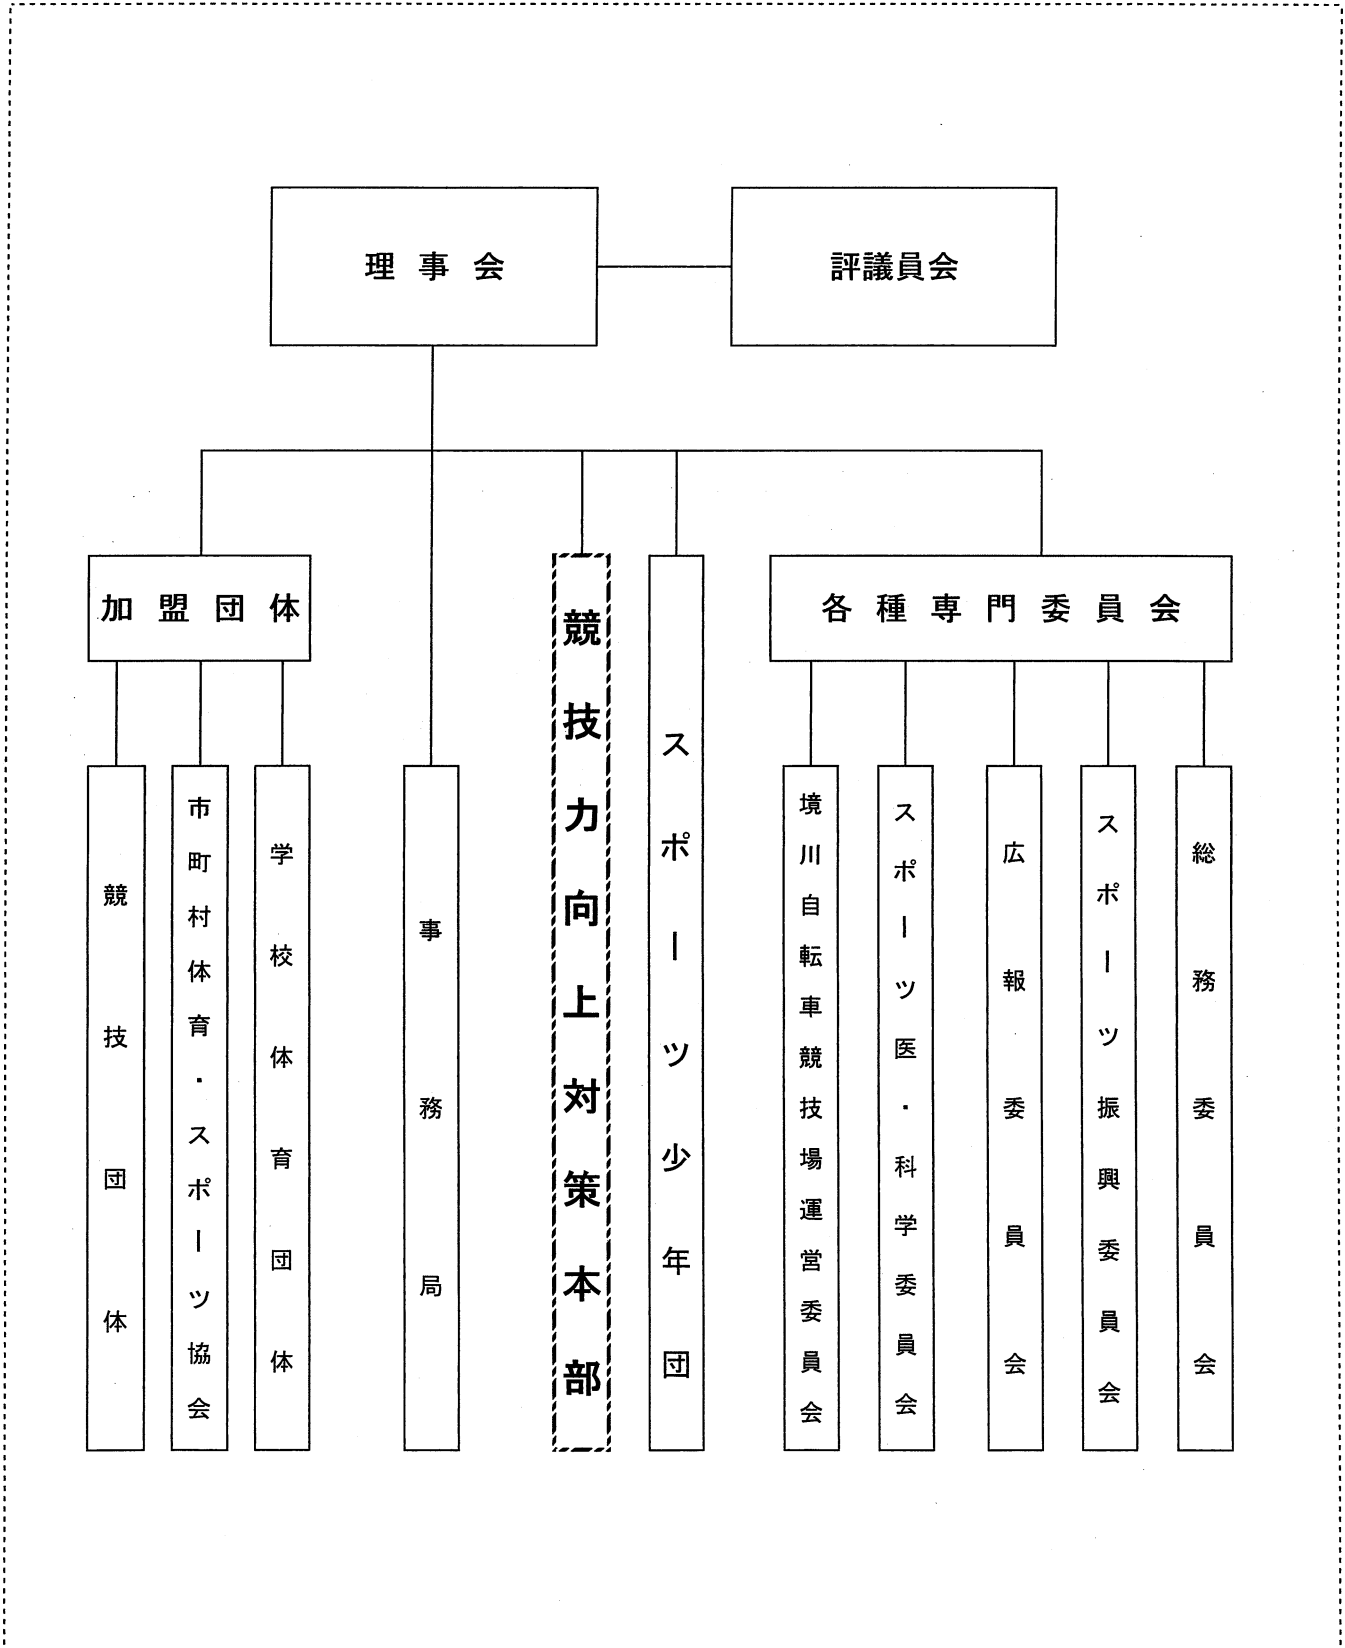 理事会
評議員会
加盟団体
各種専門委員会
競技団体
市町村体育・スポーツ協会
学校体育団体
事務局
競技力向上対策本部
スポーツ少年団
境川自転車競技場運営委員会
スポーツ医・科学委員会
広報委員会
スポーツ振興委員会
総務委員会